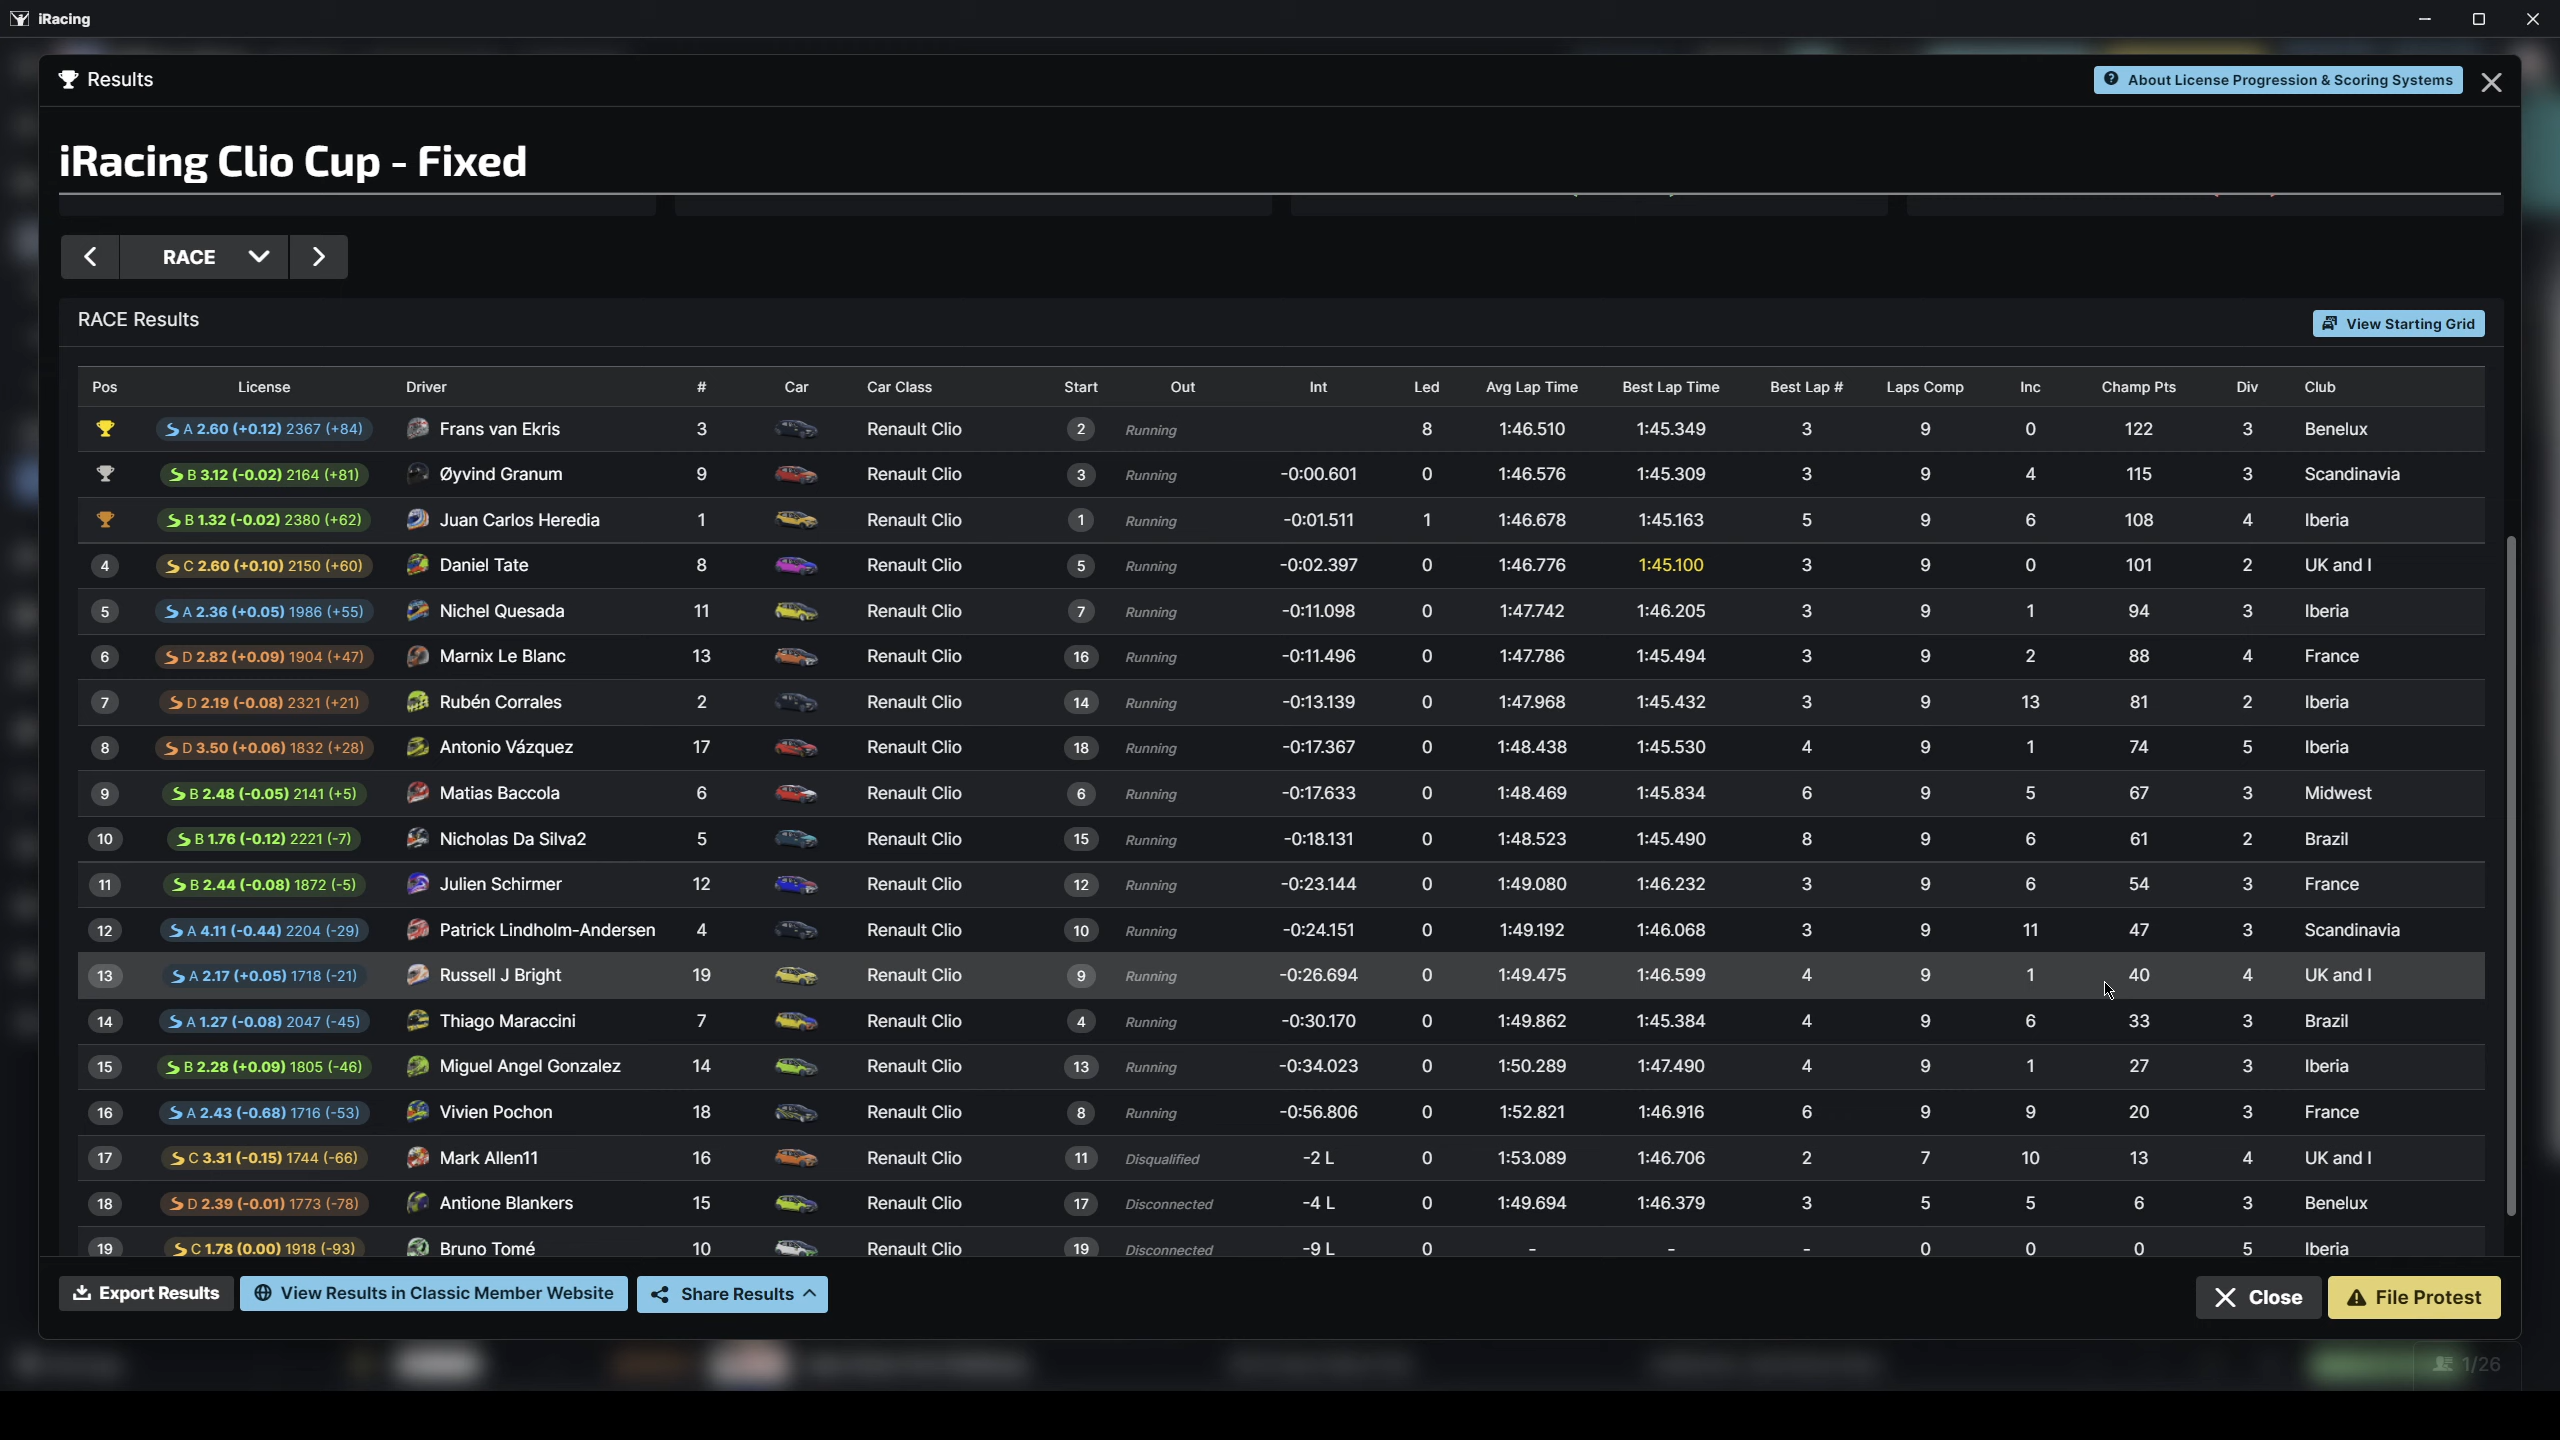 iRacing
Results
About License Progression & Scoring Systems
iRacing Clio Cup - Fixed
RACE
RACE Results
View Starting Grid
Pos License Driver # Car Car Class Start Out Int Led Avg Lap Time Best Lap Time Best Lap # Laps Comp Inc Champ Pts Div Club
A 2.60 (+0.12) 2367 (+84) Frans van Ekris 3 Renault Clio 2 Running 8 1:46.510 1:45.349 3 9 0 122 3 Benelux
B 3.12 (-0.02) 2164 (+81) Øyvind Granum 9 Renault Clio 3 Running -0:00.601 0 1:46.576 1:45.309 3 9 4 115 3 Scandinavia
B 1.32 (-0.02) 2380 (+62) Juan Carlos Heredia 1 Renault Clio 1 Running -0:01.511 1 1:46.678 1:45.163 5 9 6 108 4 Iberia
4 C 2.60 (+0.10) 2150 (+60) Daniel Tate 8 Renault Clio 5 Running -0:02.397 0 1:46.776 1:45.100 3 9 0 101 2 UK and I
5 A 2.36 (+0.05) 1986 (+55) Nichel Quesada 11 Renault Clio 7 Running -0:11.098 0 1:47.742 1:46.205 3 9 1 94 3 Iberia
6 D 2.82 (+0.09) 1904 (+47) Marnix Le Blanc 13 Renault Clio 16 Running -0:11.496 0 1:47.786 1:45.494 3 9 2 88 4 France
7 D 2.19 (-0.08) 2321 (+21) Rubén Corrales 2 Renault Clio 14 Running -0:13.139 0 1:47.968 1:45.432 3 9 13 81 2 Iberia
8 D 3.50 (+0.06) 1832 (+28) Antonio Vázquez 17 Renault Clio 18 Running -0:17.367 0 1:48.438 1:45.530 4 9 1 74 5 Iberia
9 B 2.48 (-0.05) 2141 (+5) Matias Baccola 6 Renault Clio 6 Running -0:17.633 0 1:48.469 1:45.834 6 9 5 67 3 Midwest
10 B 1.76 (-0.12) 2221 (-7) Nicholas Da Silva2 5 Renault Clio 15 Running -0:18.131 0 1:48.523 1:45.490 8 9 6 61 2 Brazil
11 B 2.44 (-0.08) 1872 (-5) Julien Schirmer 12 Renault Clio 12 Running -0:23.144 0 1:49.080 1:46.232 3 9 6 54 3 France
12 A 4.11 (-0.44) 2204 (-29) Patrick Lindholm-Andersen 4 Renault Clio 10 Running -0:24.151 0 1:49.192 1:46.068 3 9 11 47 3 Scandinavia
13 A 2.17 (+0.05) 1718 (-21) Russell J Bright 19 Renault Clio 9 Running -0:26.694 0 1:49.475 1:46.599 4 9 1 40 4 UK and I
14 A 1.27 (-0.08) 2047 (-45) Thiago Maraccini 7 Renault Clio 4 Running -0:30.170 0 1:49.862 1:45.384 4 9 6 33 3 Brazil
15 B 2.28 (+0.09) 1805 (-46) Miguel Angel Gonzalez 14 Renault Clio 13 Running -0:34.023 0 1:50.289 1:47.490 4 9 1 27 3 Iberia
16 A 2.43 (-0.68) 1716 (-53) Vivien Pochon 18 Renault Clio 8 Running -0:56.806 0 1:52.821 1:46.916 6 9 9 20 3 France
17 C 3.31 (-0.15) 1744 (-66) Mark Allen11 16 Renault Clio 11 Disqualified -2 L 0 1:53.089 1:46.706 2 7 10 13 4 UK and I
18 D 2.39 (-0.01) 1773 (-78) Antione Blankers 15 Renault Clio 17 Disconnected -4 L 0 1:49.694 1:46.379 3 5 5 6 3 Benelux
19 C 1.78 (0.00) 1918 (-93) Bruno Tomé 10 Renault Clio 19 Disconnected -9 L 0 - - - 0 0 0 5 Iberia
Export Results
View Results in Classic Member Website
Share Results
Close
File Protest
1/26